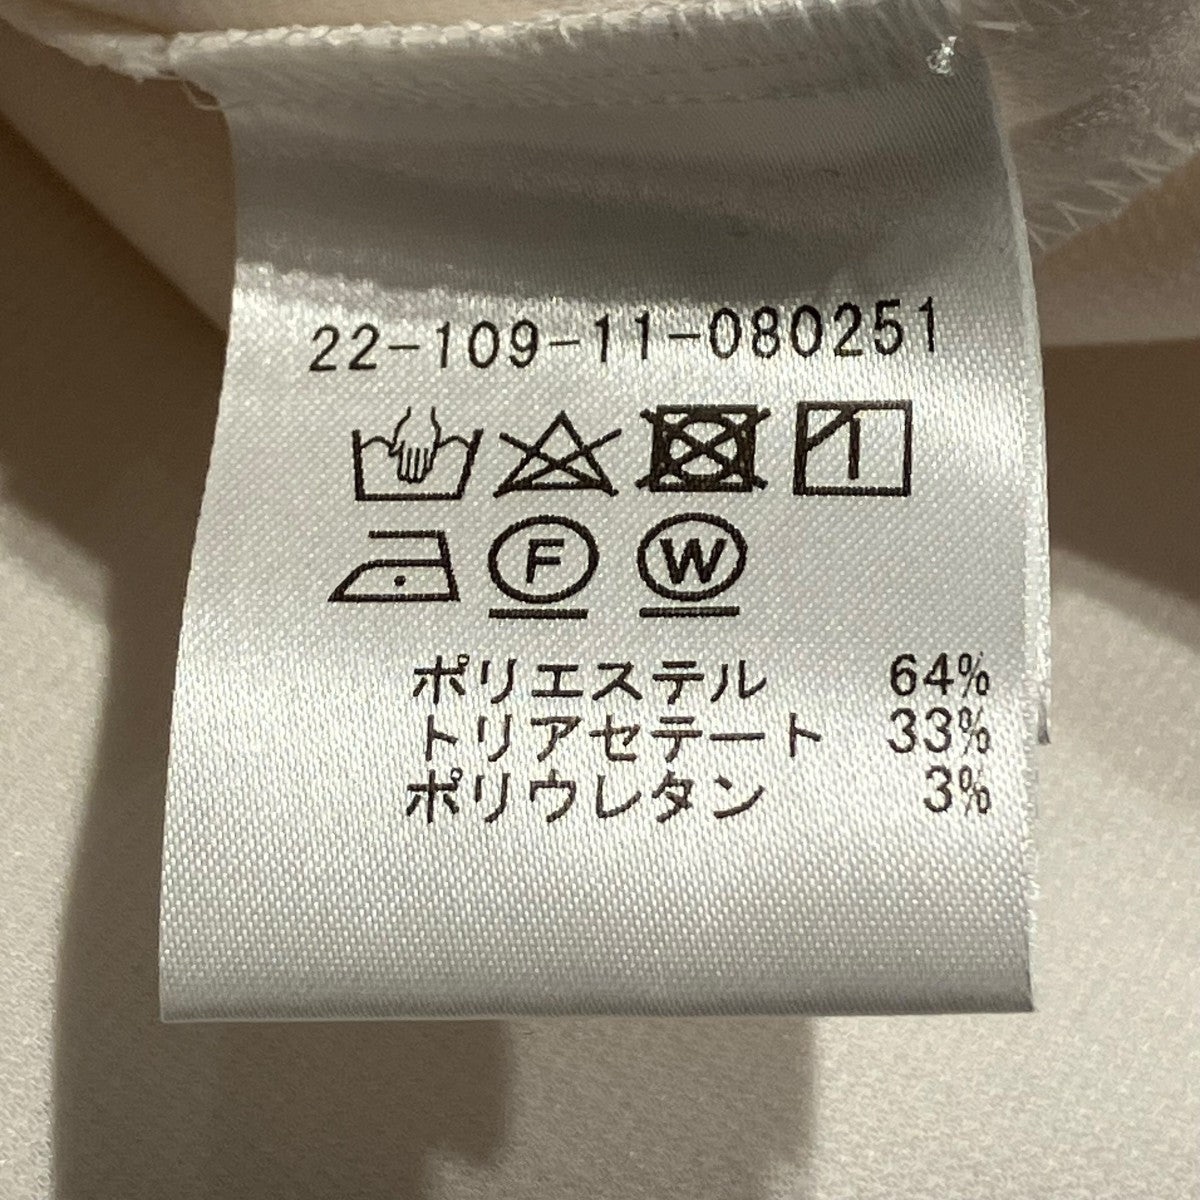 22-109-11-080251
F W
ポリエステル 64%
トリアセテート 33%
ポリウレタン 3%